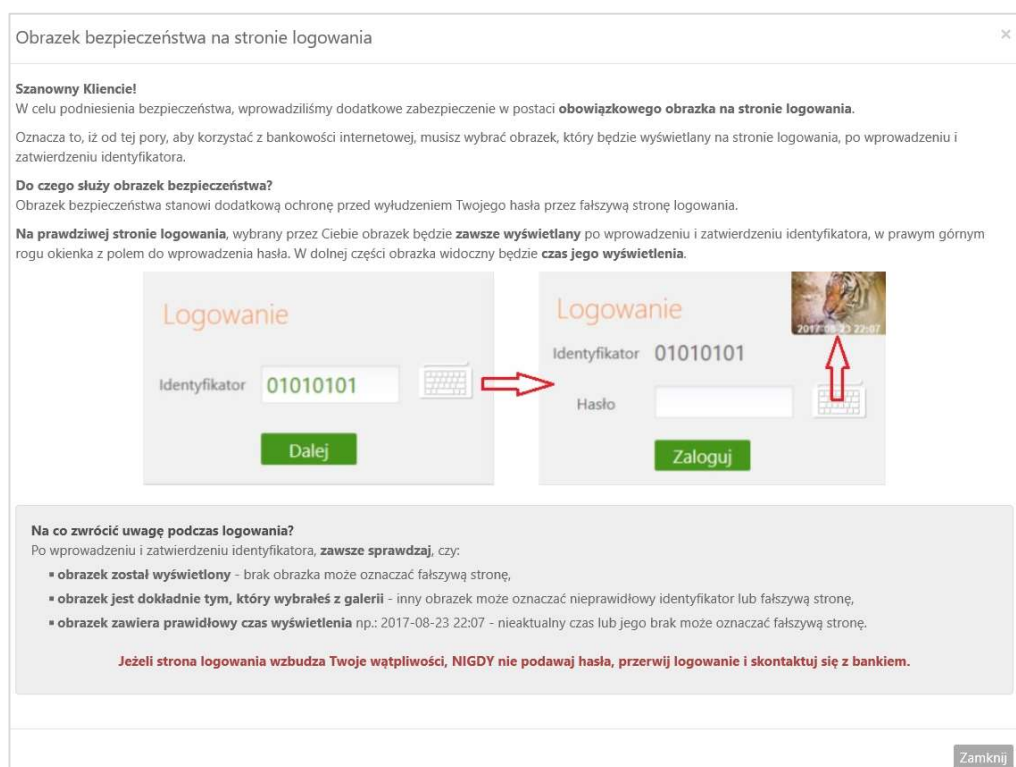 Obrazek bezpieczeństwa na stronie logowania
×
Szanowny Kliencie!
W celu podniesienia bezpieczeństwa, wprowadziliśmy dodatkowe zabezpieczenie w postaci obowiązkowego obrazka na stronie logowania.
Oznacza to, iż od tej pory, aby korzystać z bankowości internetowej, musisz wybrać obrazek, który będzie wyświetlany na stronie logowania, po wprowadzeniu i
zatwierdzeniu identyfikatora.
Do czego służy obrazek bezpieczeństwa?
Obrazek bezpieczeństwa stanowi dodatkową ochronę przed wyłudzeniem Twojego hasła przez fałszywą stronę logowania.
Na prawdziwej stronie logowania, wybrany przez Ciebie obrazek będzie zawsze wyświetlany po wprowadzeniu i zatwierdzeniu identyfikatora, w prawym górnym
rogu okienka z polem do wprowadzenia hasła. W dolnej części obrazka widoczny będzie czas jego wyświetlenia.
Logowanie
Identyfikator 01010101
Dalej
Logowanie
2017-08-23 22:07
Identyfikator 01010101
Hasło
Zaloguj
Na co zwrócić uwagę podczas logowania?
Po wprowadzeniu i zatwierdzeniu identyfikatora, zawsze sprawdzaj, czy:
▪ obrazek został wyświetlony - brak obrazka może oznaczać fałszywą stronę,
▪ obrazek jest dokładnie tym, który wybrałeś z galerii - inny obrazek może oznaczać nieprawidłowy identyfikator lub fałszywą stronę,
▪ obrazek zawiera prawidłowy czas wyświetlenia np.: 2017-08-23 22:07 - nieaktualny czas lub jego brak może oznaczać fałszywą stronę.
Jeżeli strona logowania wzbudza Twoje wątpliwości, NIGDY nie podawaj hasła, przerwij logowanie i skontaktuj się z bankiem.
Zamknij